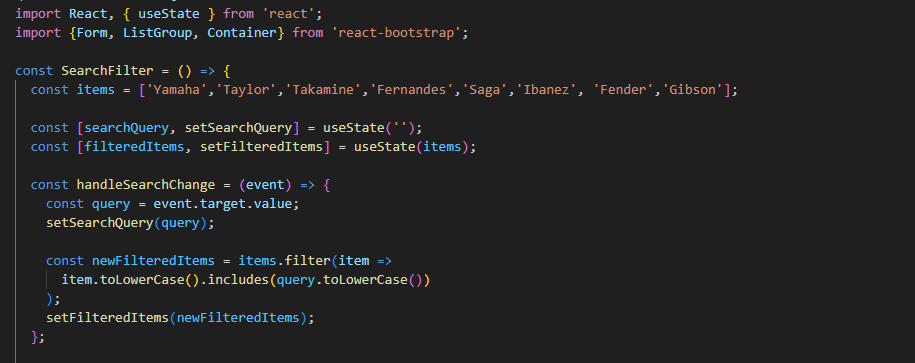 import React, { useState } from 'react';
import {Form, ListGroup, Container} from 'react-bootstrap';
const SearchFilter = () => {
const items = ['Yamaha','Taylor','Takamine','Fernandes','Saga','Ibanez', 'Fender','Gibson'];
const [searchQuery, setSearchQuery] = useState('');
const [filteredItems, setFilteredItems] = useState(items);
const handleSearchChange = (event) => {
const query = event.target.value;
setSearchQuery(query);
const newFilteredItems = items.filter(item =>
item.toLowerCase().includes(query.toLowerCase())
);
setFilteredItems(newFilteredItems);
};